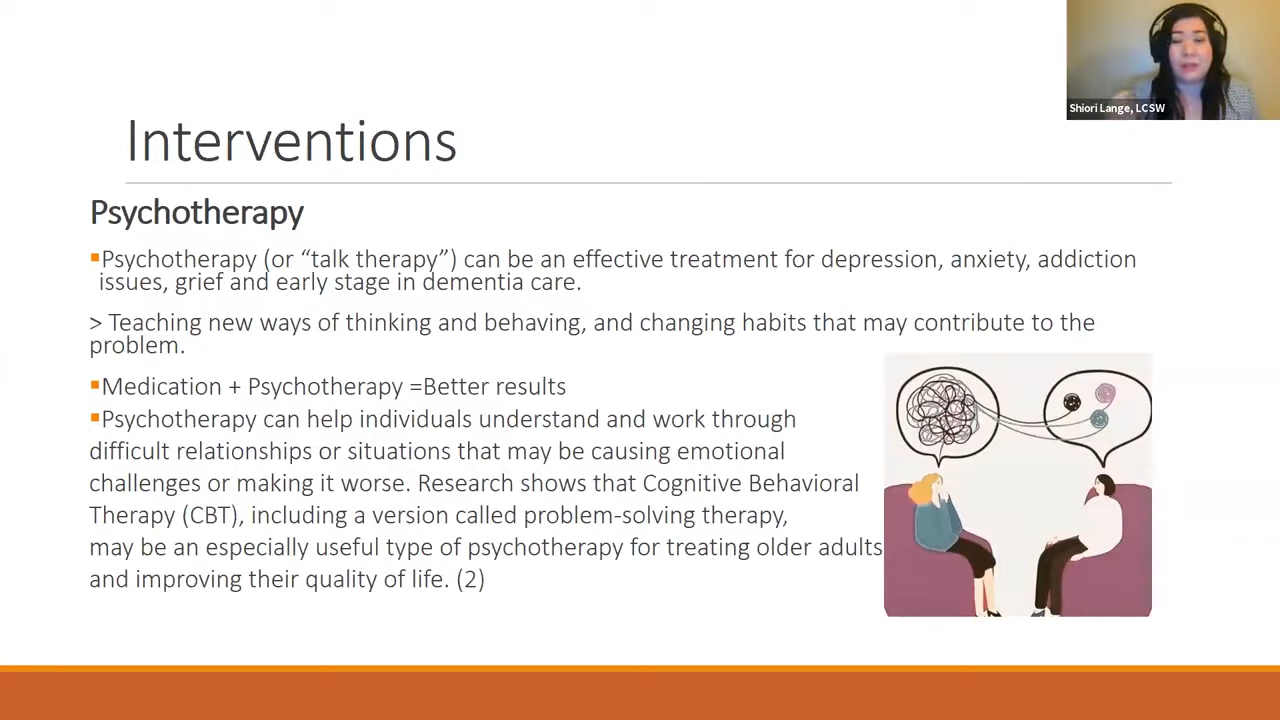 Shiori Lange, LCSW
Interventions
Psychotherapy
▪Psychotherapy (or “talk therapy”) can be an effective treatment for depression, anxiety, addiction
issues, grief and early stage in dementia care.
> Teaching new ways of thinking and behaving, and changing habits that may contribute to the
problem.
▪Medication + Psychotherapy =Better results
▪Psychotherapy can help individuals understand and work through
difficult relationships or situations that may be causing emotional
challenges or making it worse. Research shows that Cognitive Behavioral
Therapy (CBT), including a version called problem-solving therapy,
may be an especially useful type of psychotherapy for treating older adults
and improving their quality of life. (2)